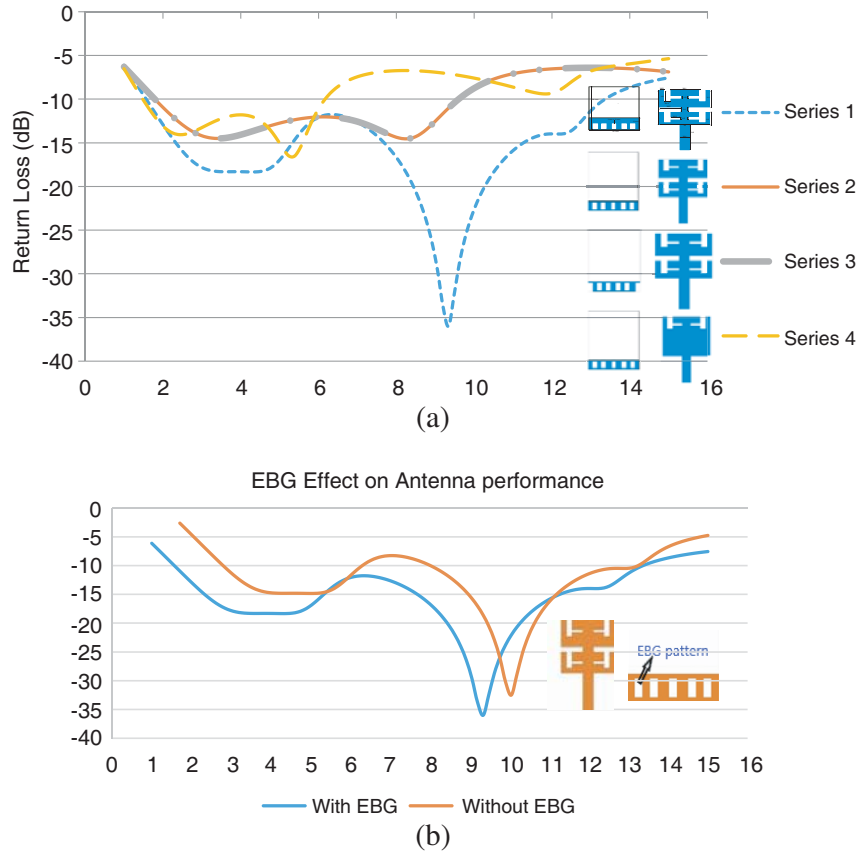 0
-5
-10
-15
-20
-25
-30
-35
-40
Return Loss (dB)
0 2 4 6 8 10 12 14 16
Series 1
Series 2
Series 3
Series 4
(a)
EBG Effect on Antenna performance
0
-5
-10
-15
-20
-25
-30
-35
-40
EBG pattern
0 1 2 3 4 5 6 7 8 9 10 11 12 13 14 15 16
With EBG Without EBG
(b)